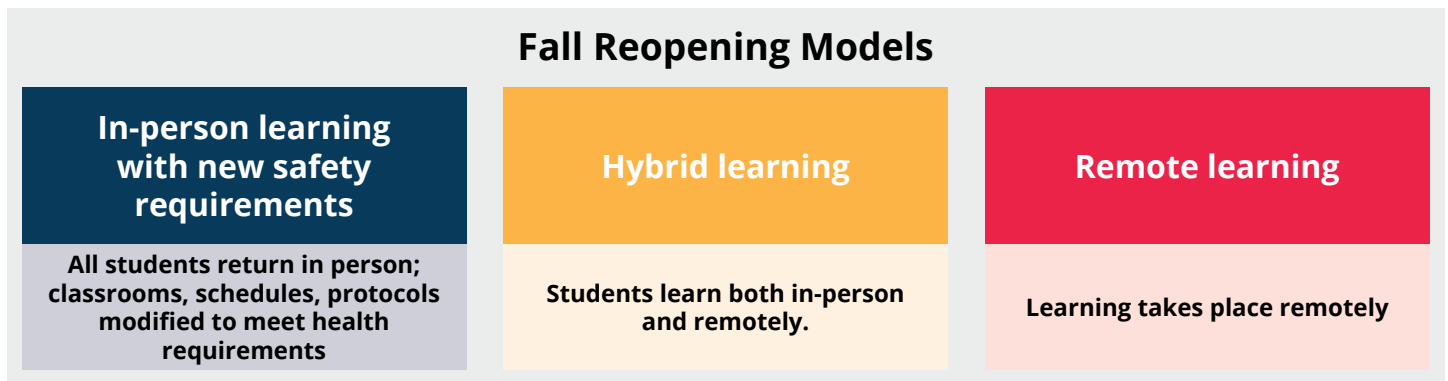 Fall Reopening Models
In-person learning
with new safety
requirements
All students return in person;
classrooms, schedules, protocols
modified to meet health
requirements
Hybrid learning
Students learn both in-person
and remotely.
Remote learning
Learning takes place remotely